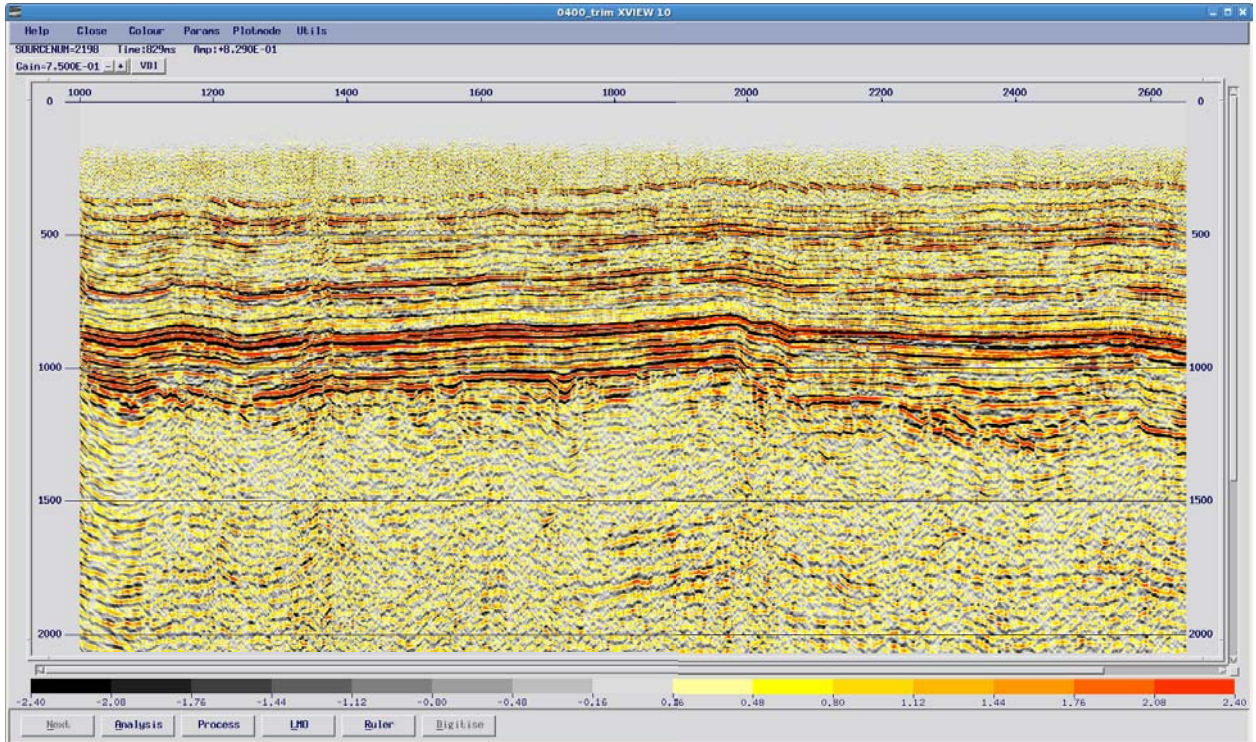 0400_trim XVIEW 10
Help Close Colour Params Plotmode Utils
SOURCENUM=2198 Time:829ms Amp:+8.290E-01
Gain=7.500E-01 - + VDI
1000 1200 1400 1600 1800 2000 2200 2400 2600
0 0
500 500
1000 1000
1500 1500
2000 2000
-2.40 -2.08 -1.76 -1.44 -1.12 -0.80 -0.48 -0.16 0.16 0.48 0.80 1.12 1.44 1.76 2.08 2.40
Next Analysis Process LMO Ruler Digitise